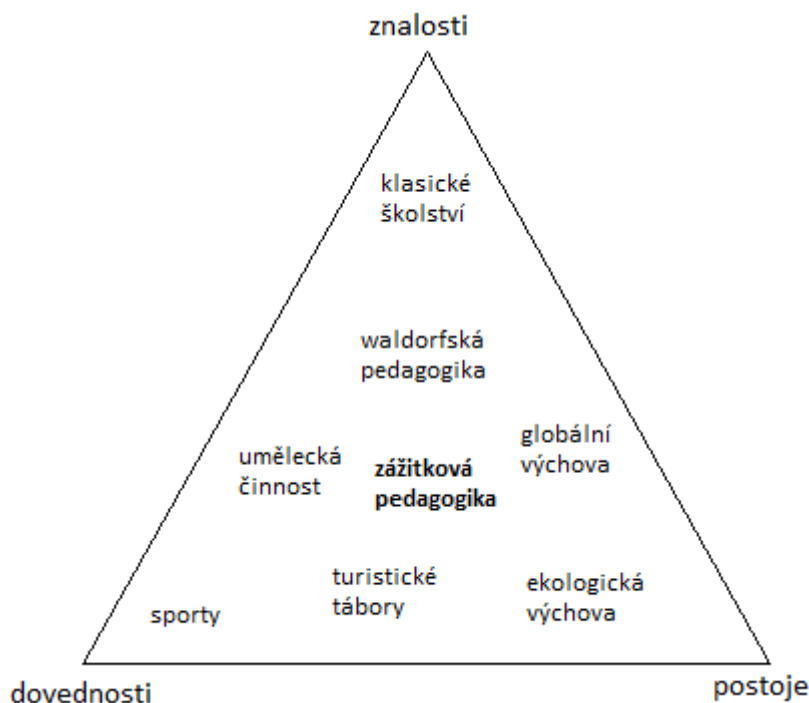 znalosti
klasické
školství
waldorfská
pedagogika
umělecká
činnost
zážitková
pedagogika
globální
výchova
sporty
turistické
tábory
ekologická
výchova
dovednosti
postoje